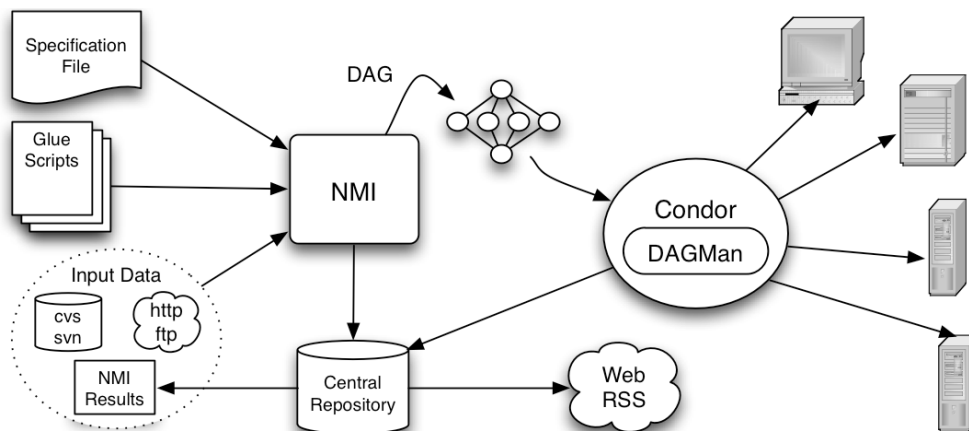 Specification
File
DAG
Glue
Scripts
NMI
Condor
DAGMan
Input Data
cvs
svn
http
ftp
NMI
Results
Central
Repository
Web
RSS